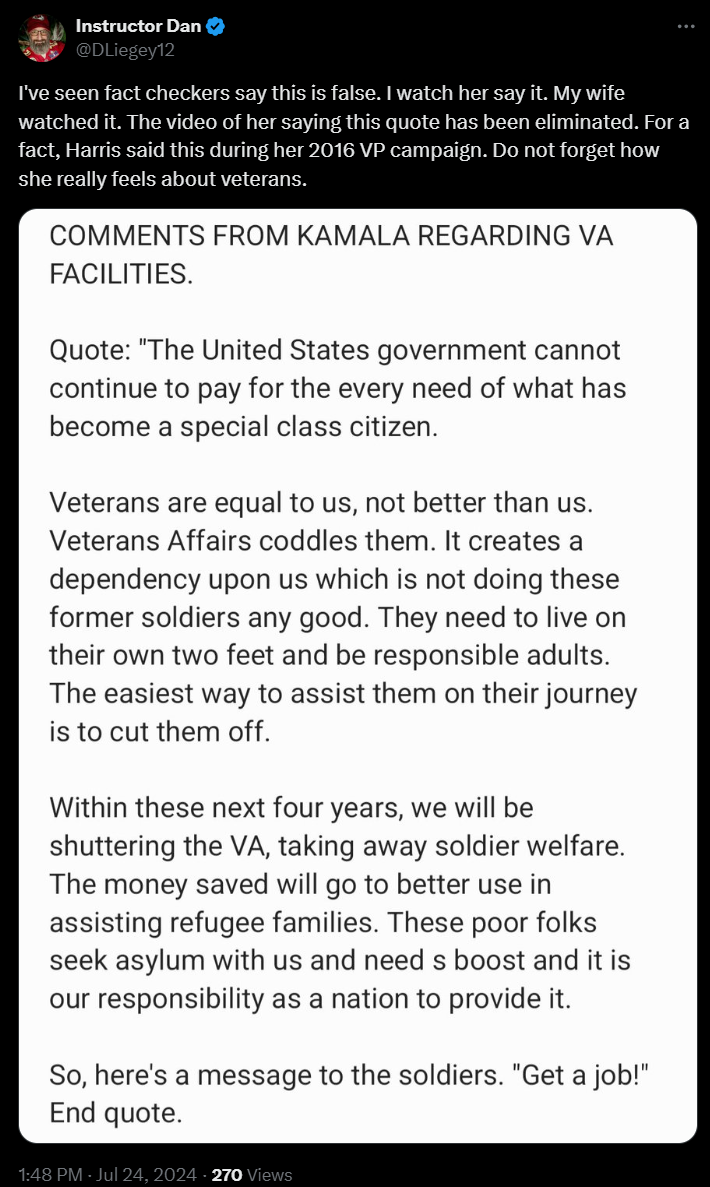 Instructor Dan
@DLiegey12
I've seen fact checkers say this is false. I watch her say it. My wife
watched it. The video of her saying this quote has been eliminated. For a
fact, Harris said this during her 2016 VP campaign. Do not forget how
she really feels about veterans.
COMMENTS FROM KAMALA REGARDING VA
FACILITIES.
Quote: "The United States government cannot
continue to pay for the every need of what has
become a special class citizen.
Veterans are equal to us, not better than us.
Veterans Affairs coddles them. It creates a
dependency upon us which is not doing these
former soldiers any good. They need to live on
their own two feet and be responsible adults.
The easiest way to assist them on their journey
is to cut them off.
Within these next four years, we will be
shuttering the VA, taking away soldier welfare.
The money saved will go to better use in
assisting refugee families. These poor folks
seek asylum with us and need s boost and it is
our responsibility as a nation to provide it.
So, here's a message to the soldiers. "Get a job!"
End quote.
1:48 PM · Jul 24, 2024 · 270 Views